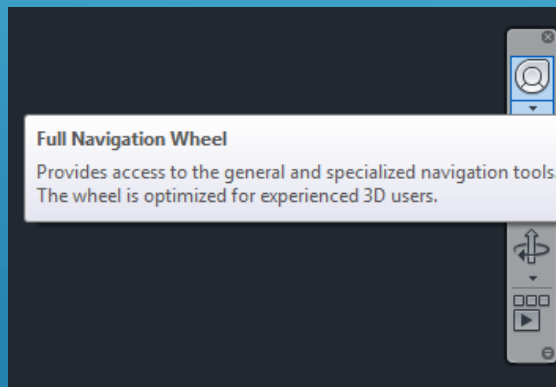 Full Navigation Wheel
Provides access to the general and specialized navigation tools.
The wheel is optimized for experienced 3D users.